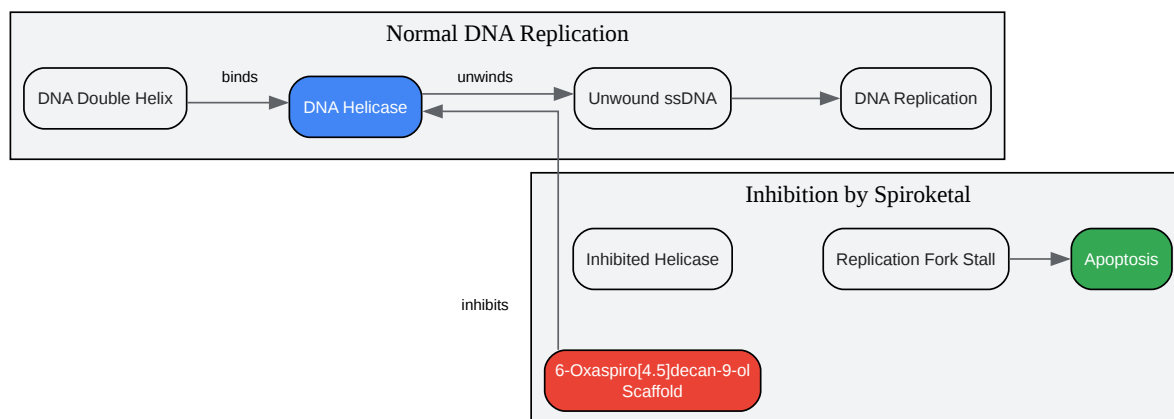 Normal DNA Replication
binds
unwinds
DNA Double Helix
DNA Helicase
Unwound ssDNA
DNA Replication
Inhibition by Spiroketal
Inhibited Helicase
Replication Fork Stall
Apoptosis
inhibits
6-Oxaspiro[4.5]decan-9-ol
Scaffold